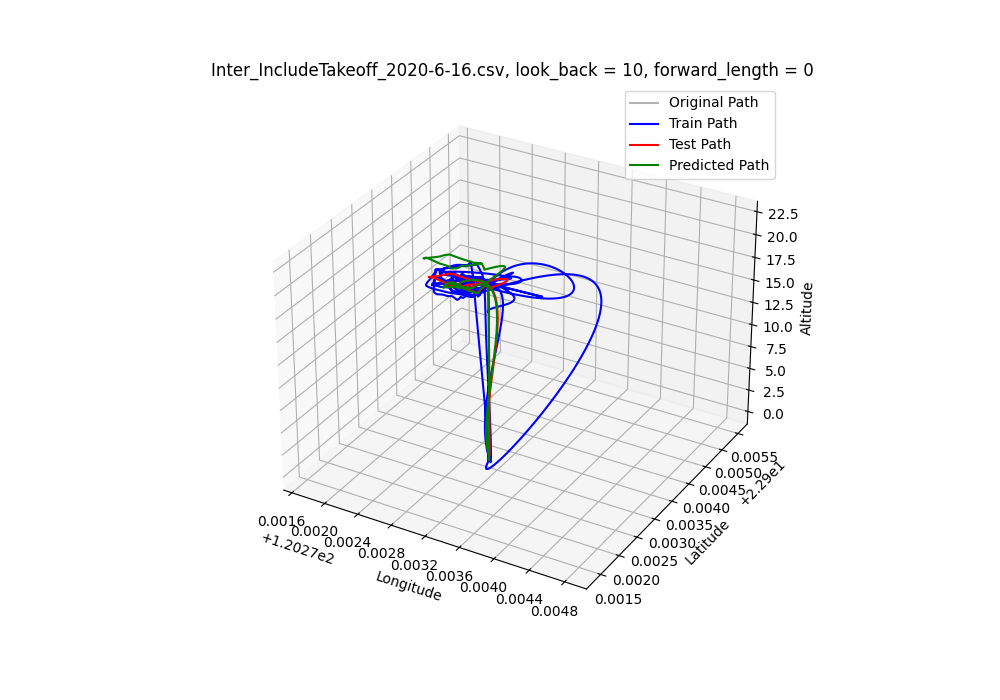 Inter_IncludeTakeoff_2020-6-16.csv, look_back = 10, forward_length = 0
Original Path
Train Path
Test Path
Predicted Path
22.5
20.0
17.5
15.0
12.5
10.0
7.5
5.0
2.5
0.0
Altitude
0.0055
0.0050
0.0045
0.0040
0.0035
0.0030
0.0025
0.0020
0.0015
+2.29e1
Latitude
0.0016
0.0020
0.0024
0.0028
0.0032
0.0036
0.0040
0.0044
0.0048
+1.2027e2
Longitude